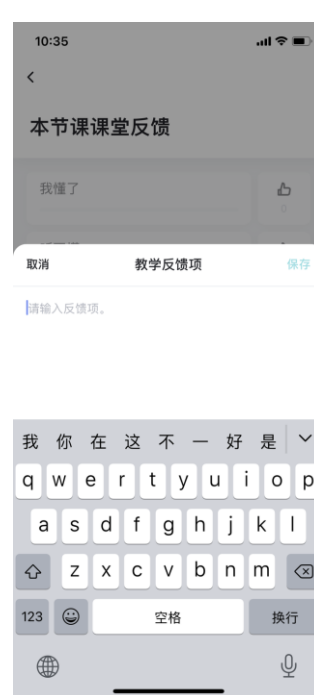 10:35
本节课课堂反馈
我懂了
0
取消 教学反馈项 保存
请输入反馈项。
我 你 在 这 不 一 好 是
q w e r t y u i o p
a s d f g h j k l
z x c v b n m
123 空格 换行